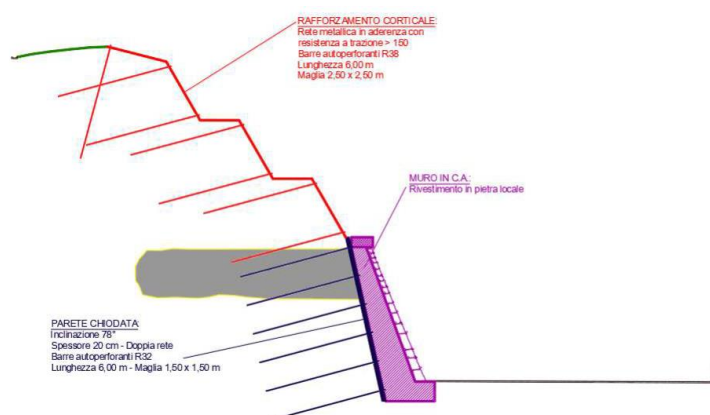 RAFFORZAMENTO CORTICALE:
Rete metallica in aderenza con
resistenza a trazione > 150
Barre autoperforanti R38
Lunghezza 6,00 m
Maglia 2,50 x 2,50 m
MURO IN C.A.:
Rivestimento in pietra locale
PARETE CHIODATA:
Inclinazione 78°
Spessore 20 cm - Doppia rete
Barre autoperforanti R32
Lunghezza 6,00 m - Maglia 1,50 x 1,50 m